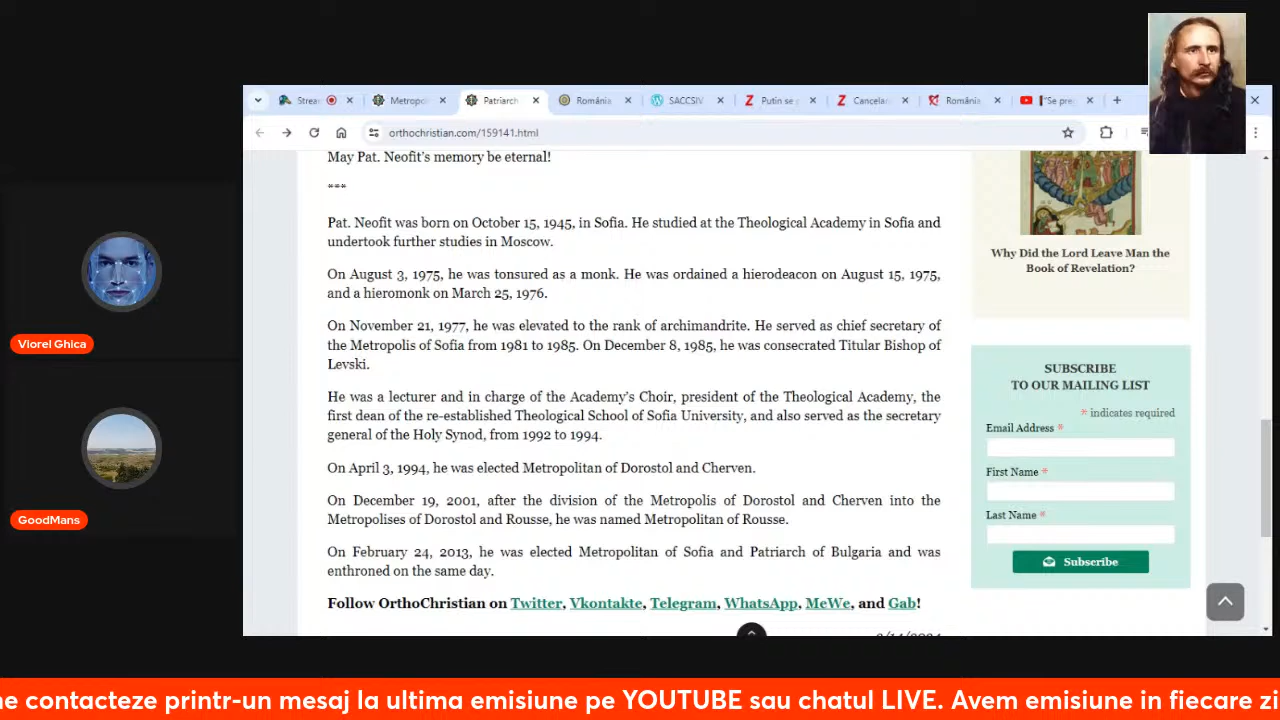 Strea
Metropo
Patriarch
România
SACCSIV
Putin se
Cancela
România
"Se pre
orthochristian.com/159141.html
May Pat. Neofit's memory be eternal!
***
Pat. Neofit was born on October 15, 1945, in Sofia. He studied at the Theological Academy in Sofia and
undertook further studies in Moscow.
On August 3, 1975, he was tonsured as a monk. He was ordained a hierodeacon on August 15, 1975,
and a hieromonk on March 25, 1976.
On November 21, 1977, he was elevated to the rank of archimandrite. He served as chief secretary of
the Metropolis of Sofia from 1981 to 1985. On December 8, 1985, he was consecrated Titular Bishop of
Levski.
He was a lecturer and in charge of the Academy's Choir, president of the Theological Academy, the
first dean of the re-established Theological School of Sofia University, and also served as the secretary
general of the Holy Synod, from 1992 to 1994.
On April 3, 1994, he was elected Metropolitan of Dorostol and Cherven.
On December 19, 2001, after the division of the Metropolis of Dorostol and Cherven into the
Metropolises of Dorostol and Rousse, he was named Metropolitan of Rousse.
On February 24, 2013, he was elected Metropolitan of Sofia and Patriarch of Bulgaria and was
enthroned on the same day.
Follow OrthoChristian on Twitter, Vkontakte, Telegram, WhatsApp, MeWe, and Gab!
Why Did the Lord Leave Man the
Book of Revelation?
SUBSCRIBE
TO OUR MAILING LIST
* indicates required
Email Address *
First Name *
Last Name *
Subscribe
Viorel Ghica
GoodMans
ne contacteze printr-un mesaj la ultima emisiune pe YOUTUBE sau chatul LIVE. Avem emisiune in fiecare zi